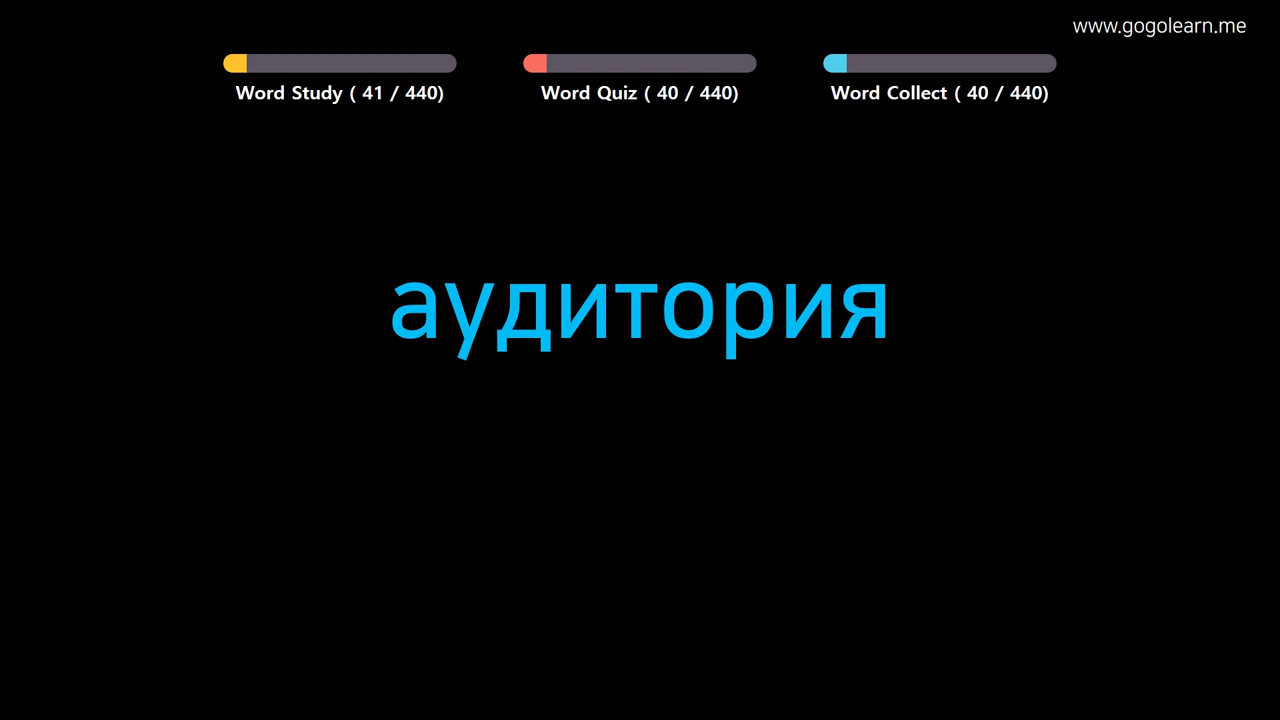 www.gogolearn.me
Word Study ( 41 / 440)
Word Quiz ( 40 / 440)
Word Collect ( 40 / 440)
аудитория